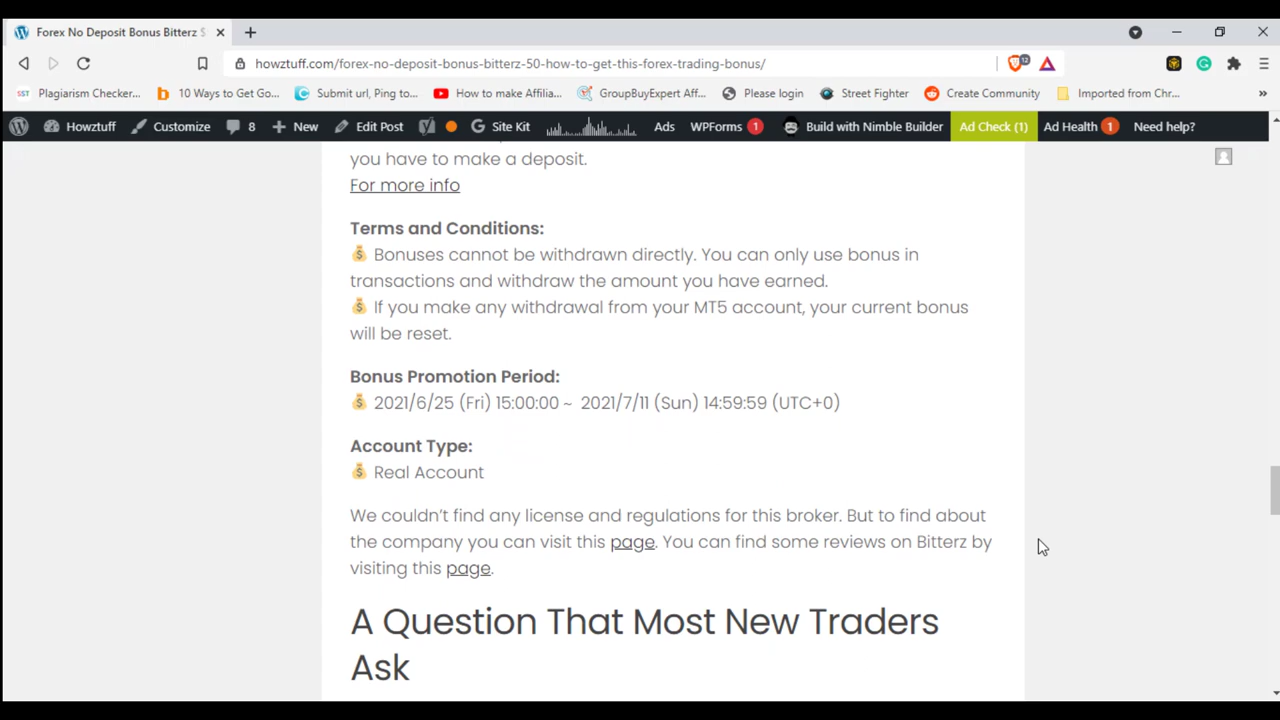 Forex No Deposit Bonus Bitterz $
howztuff.com/forex-no-deposit-bonus-bitterz-50-how-to-get-this-forex-trading-bonus/
12
SST Plagiarism Checker... 10 Ways to Get Go... Submit url, Ping to... How to make Affilia... GroupBuyExpert Aff... Please login Street Fighter Create Community Imported from Chr... »
Howztuff Customize 8 + New Edit Post Site Kit Ads WPForms 1 Build with Nimble Builder Ad Check (1) Ad Health 1 Need help?
you have to make a deposit.
For more info
Terms and Conditions:
💰 Bonuses cannot be withdrawn directly. You can only use bonus in
transactions and withdraw the amount you have earned.
💰 If you make any withdrawal from your MT5 account, your current bonus
will be reset.
Bonus Promotion Period:
💰 2021/6/25 (Fri) 15:00:00 ~ 2021/7/11 (Sun) 14:59:59 (UTC+0)
Account Type:
💰 Real Account
We couldn't find any license and regulations for this broker. But to find about
the company you can visit this page. You can find some reviews on Bitterz by
visiting this page.
A Question That Most New Traders
Ask